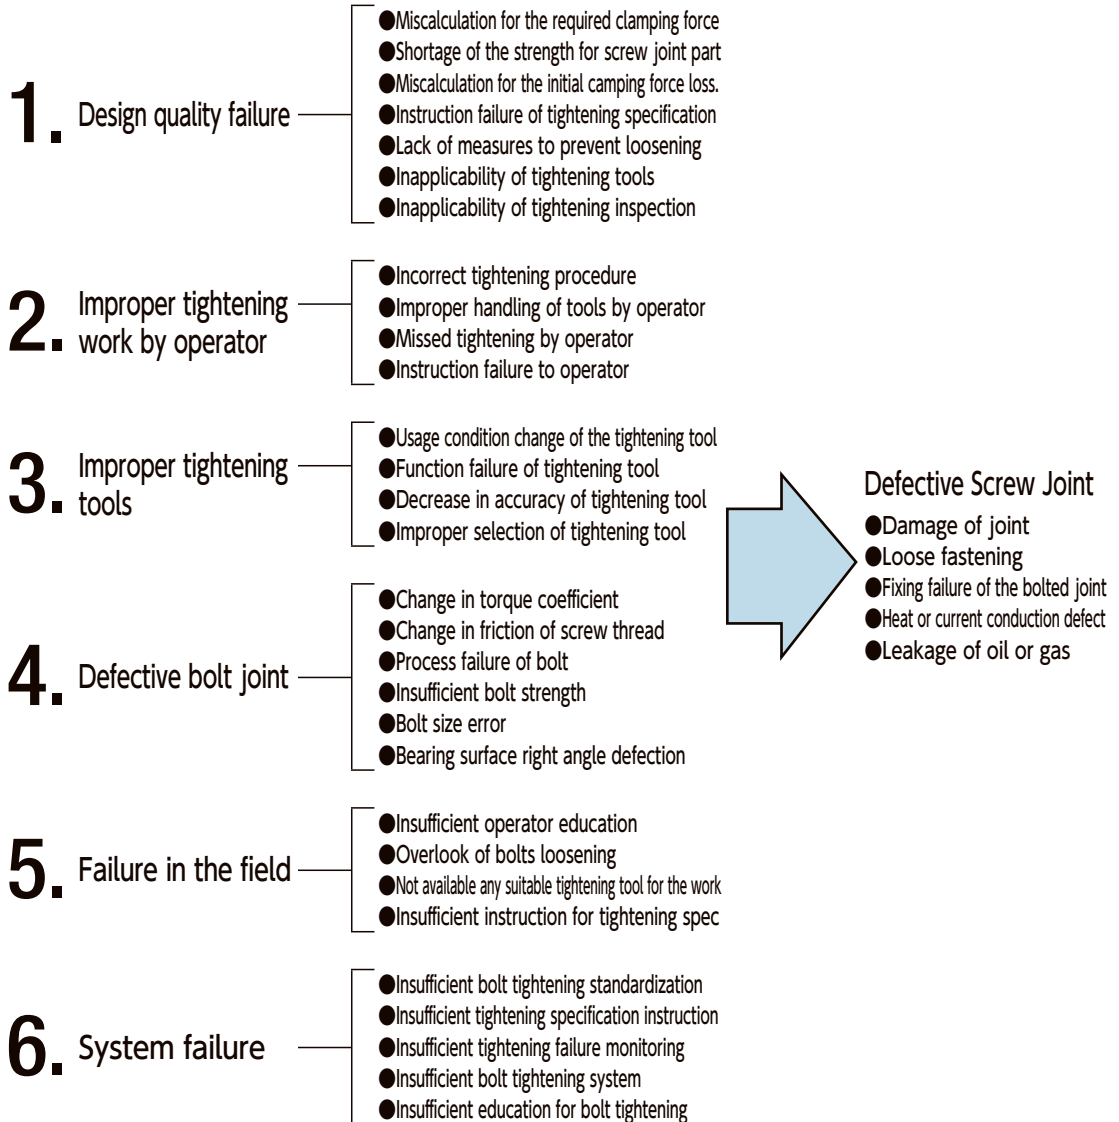 1. Design quality failure
●Miscalculation for the required clamping force
●Shortage of the strength for screw joint part
●Miscalculation for the initial camping force loss.
●Instruction failure of tightening specification
●Lack of measures to prevent loosening
●Inapplicability of tightening tools
●Inapplicability of tightening inspection
2. Improper tightening
work by operator
●Incorrect tightening procedure
●Improper handling of tools by operator
●Missed tightening by operator
●Instruction failure to operator
3. Improper tightening
tools
●Usage condition change of the tightening tool
●Function failure of tightening tool
●Decrease in accuracy of tightening tool
●Improper selection of tightening tool
4. Defective bolt joint
●Change in torque coefficient
●Change in friction of screw thread
●Process failure of bolt
●Insufficient bolt strength
●Bolt size error
●Bearing surface right angle defection
5. Failure in the field
●Insufficient operator education
●Overlook of bolts loosening
●Not available any suitable tightening tool for the work
●Insufficient instruction for tightening spec
6. System failure
●Insufficient bolt tightening standardization
●Insufficient tightening specification instruction
●Insufficient tightening failure monitoring
●Insufficient bolt tightening system
●Insufficient education for bolt tightening
Defective Screw Joint
●Damage of joint
●Loose fastening
●Fixing failure of the bolted joint
●Heat or current conduction defect
●Leakage of oil or gas